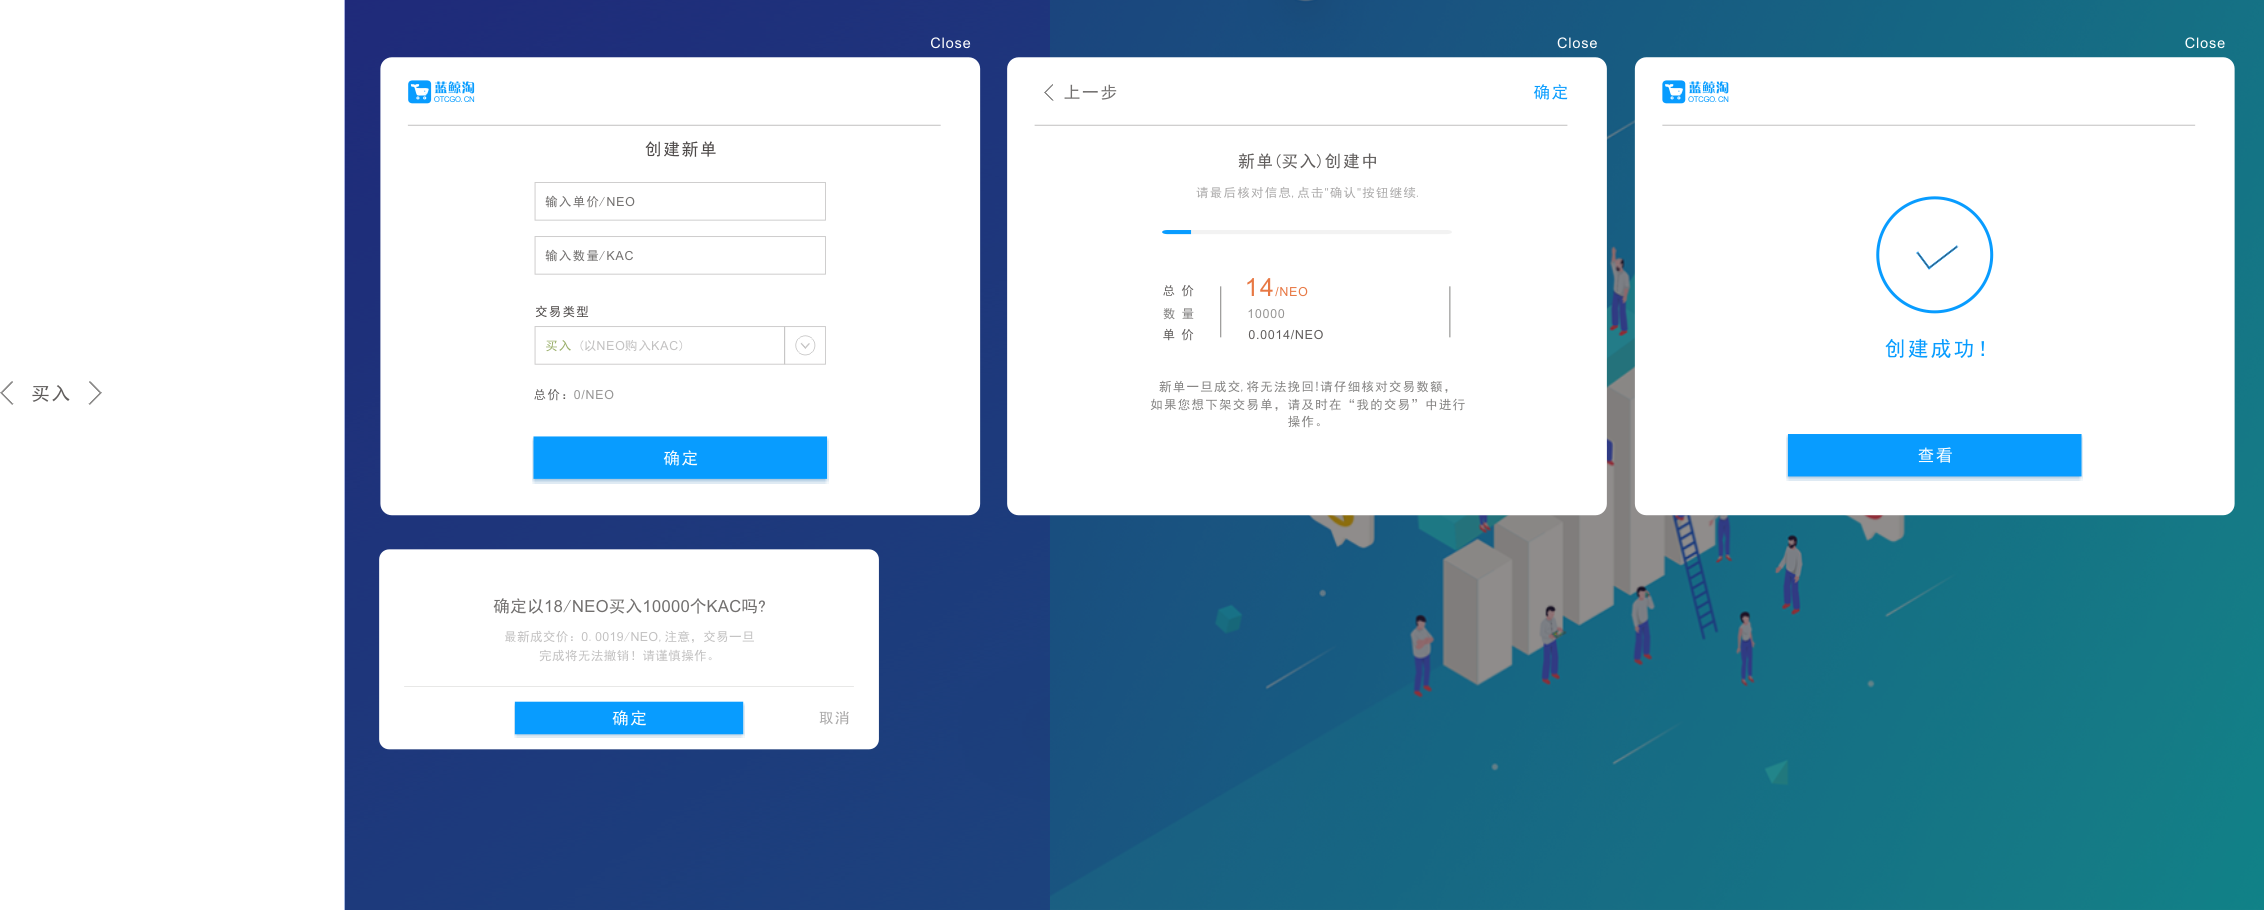 买入
Close
蓝鲸淘
OTCGO.CN
创建新单
输入单价/NEO
输入数量/KAC
交易类型
买入（以NEO购入KAC）
总价：0/NEO
确定
Close
上一步
确定
新单(买入)创建中
请最后核对信息,点击"确认"按钮继续.
总 价 14/NEO
数 量 10000
单 价 0.0014/NEO
新单一旦成交,将无法挽回!请仔细核对交易数额，
如果您想下架交易单，请及时在“我的交易”中进行
操作。
Close
蓝鲸淘
OTCGO.CN
创建成功!
查看
确定以18/NEO买入10000个KAC吗?
最新成交价：0.0019/NEO,注意，交易一旦
完成将无法撤销！请谨慎操作。
确定
取消